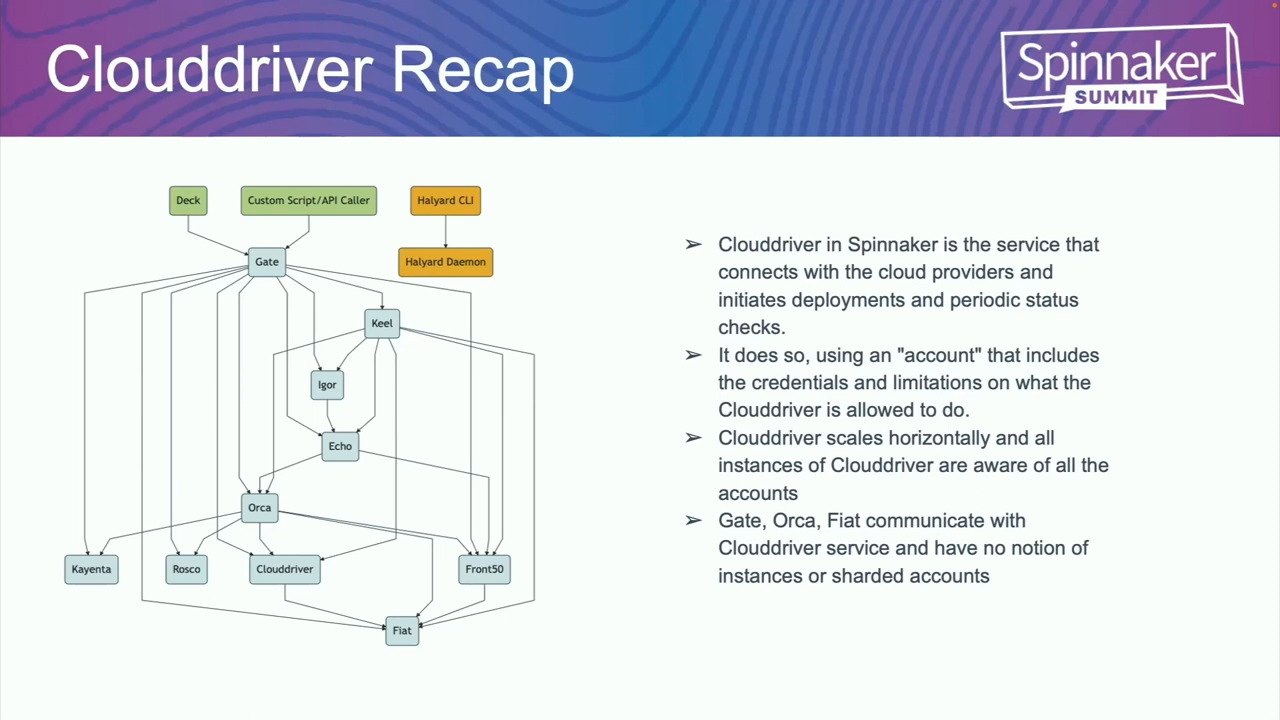 Clouddriver Recap
Spinnaker
SUMMIT
Deck
Custom Script/API Caller
Halyard CLI
Gate
Halyard Daemon
Keel
Igor
Echo
Orca
Kayenta
Rosco
Clouddriver
Front50
Fiat
➢ Clouddriver in Spinnaker is the service that
connects with the cloud providers and
initiates deployments and periodic status
checks.
➢ It does so, using an "account" that includes
the credentials and limitations on what the
Clouddriver is allowed to do.
➢ Clouddriver scales horizontally and all
instances of Clouddriver are aware of all the
accounts
➢ Gate, Orca, Fiat communicate with
Clouddriver service and have no notion of
instances or sharded accounts